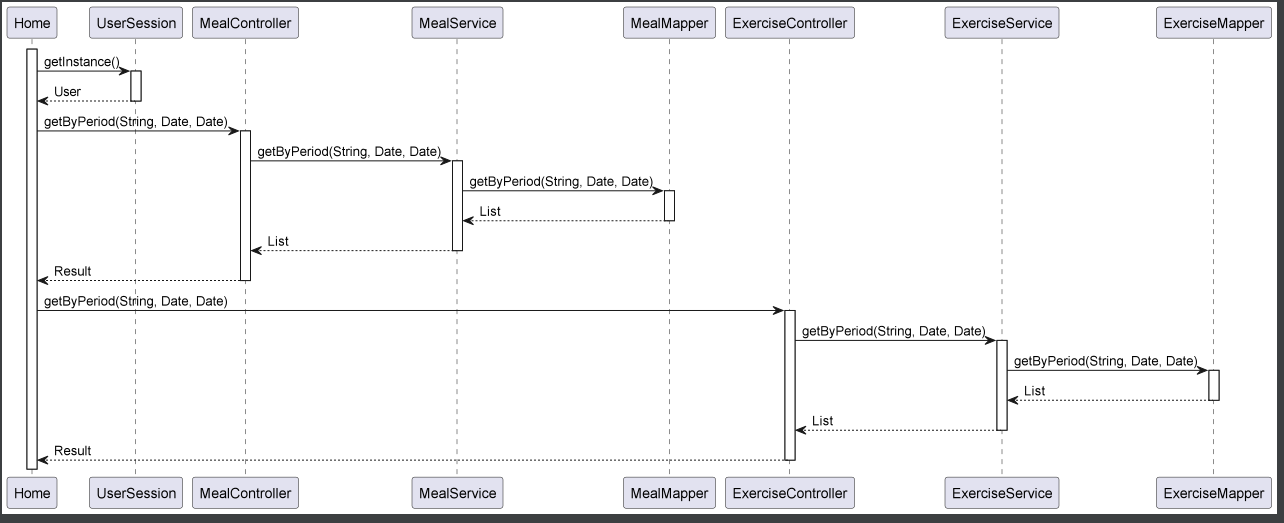 Home UserSession MealController MealService MealMapper ExerciseController ExerciseService ExerciseMapper
getInstance()
User
getByPeriod(String, Date, Date)
getByPeriod(String, Date, Date)
getByPeriod(String, Date, Date)
List
List
Result
getByPeriod(String, Date, Date)
getByPeriod(String, Date, Date)
getByPeriod(String, Date, Date)
List
List
Result
Home UserSession MealController MealService MealMapper ExerciseController ExerciseService ExerciseMapper